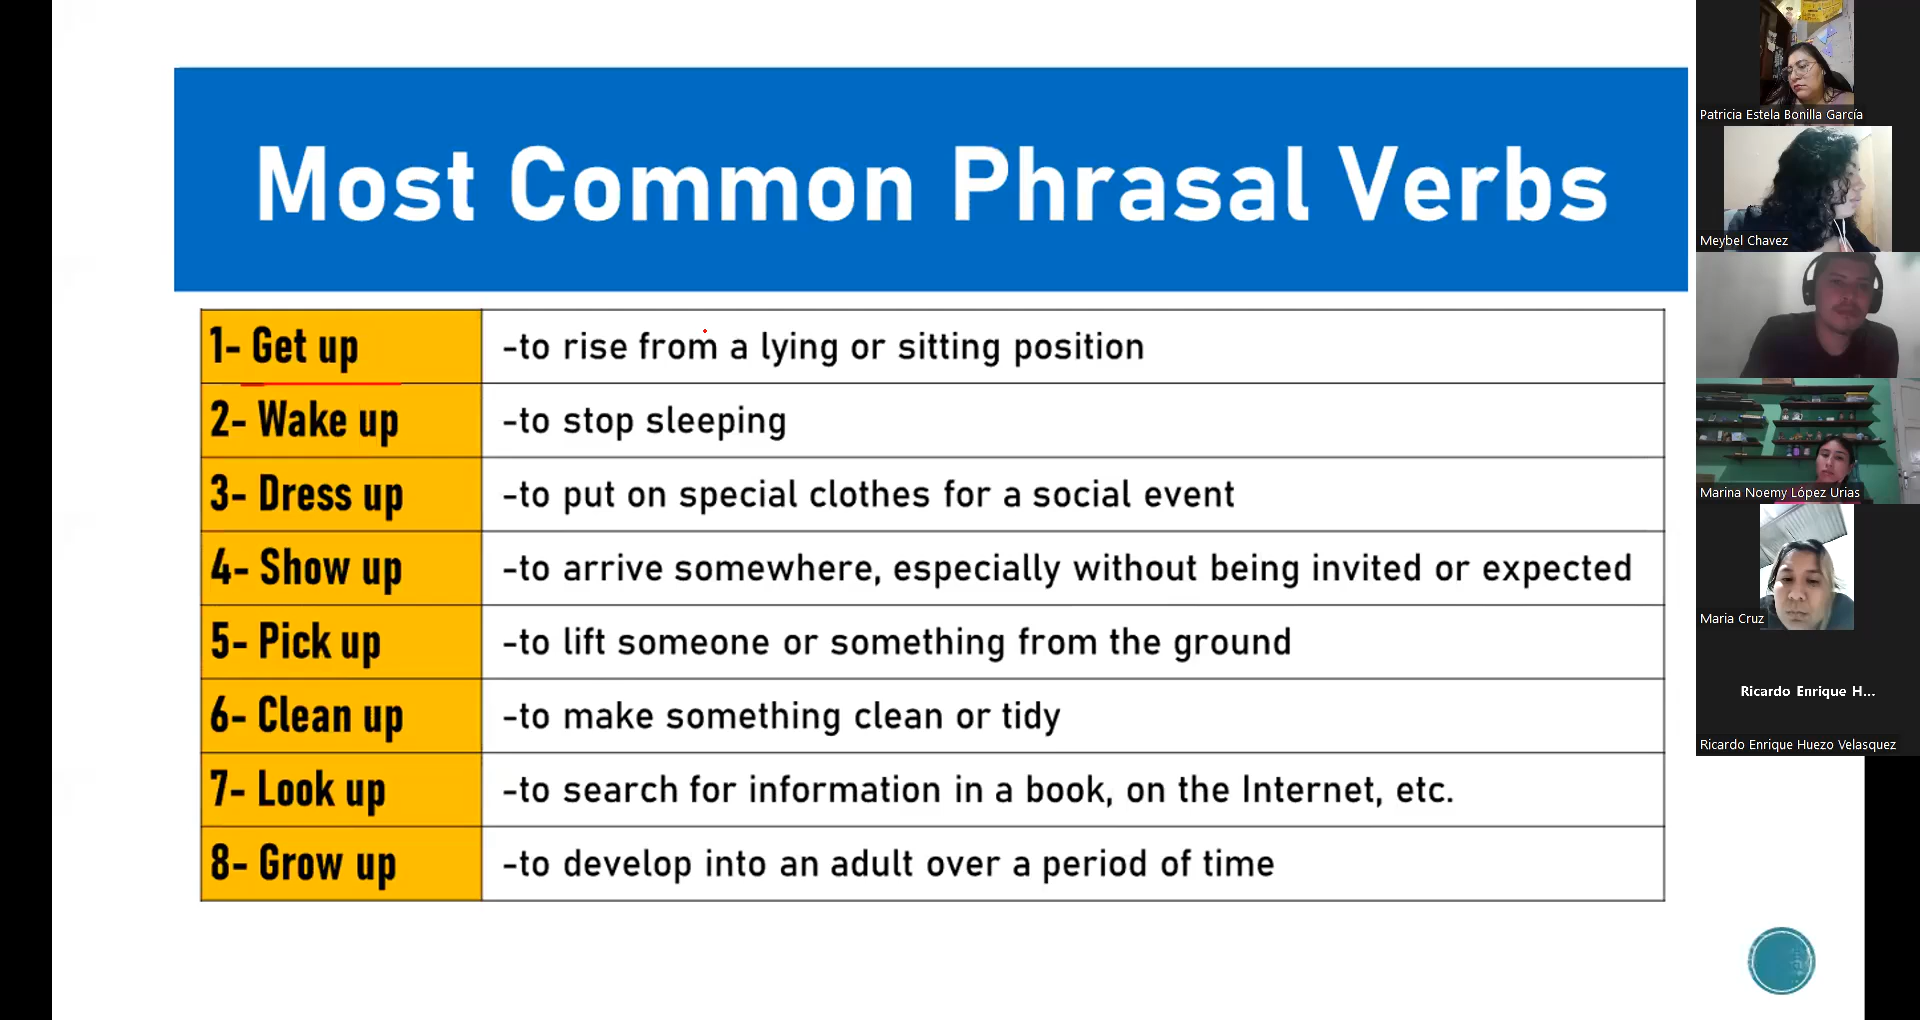 Most Common Phrasal Verbs
1- Get up -to rise from a lying or sitting position
2- Wake up -to stop sleeping
3- Dress up -to put on special clothes for a social event
4- Show up -to arrive somewhere, especially without being invited or expected
5- Pick up -to lift someone or something from the ground
6- Clean up -to make something clean or tidy
7- Look up -to search for information in a book, on the Internet, etc.
8- Grow up -to develop into an adult over a period of time
Patricia Estela Bonilla García
Meybel Chavez
Marina Noemy López Urias
Maria Cruz
Ricardo Enrique H...
Ricardo Enrique Huezo Velasquez